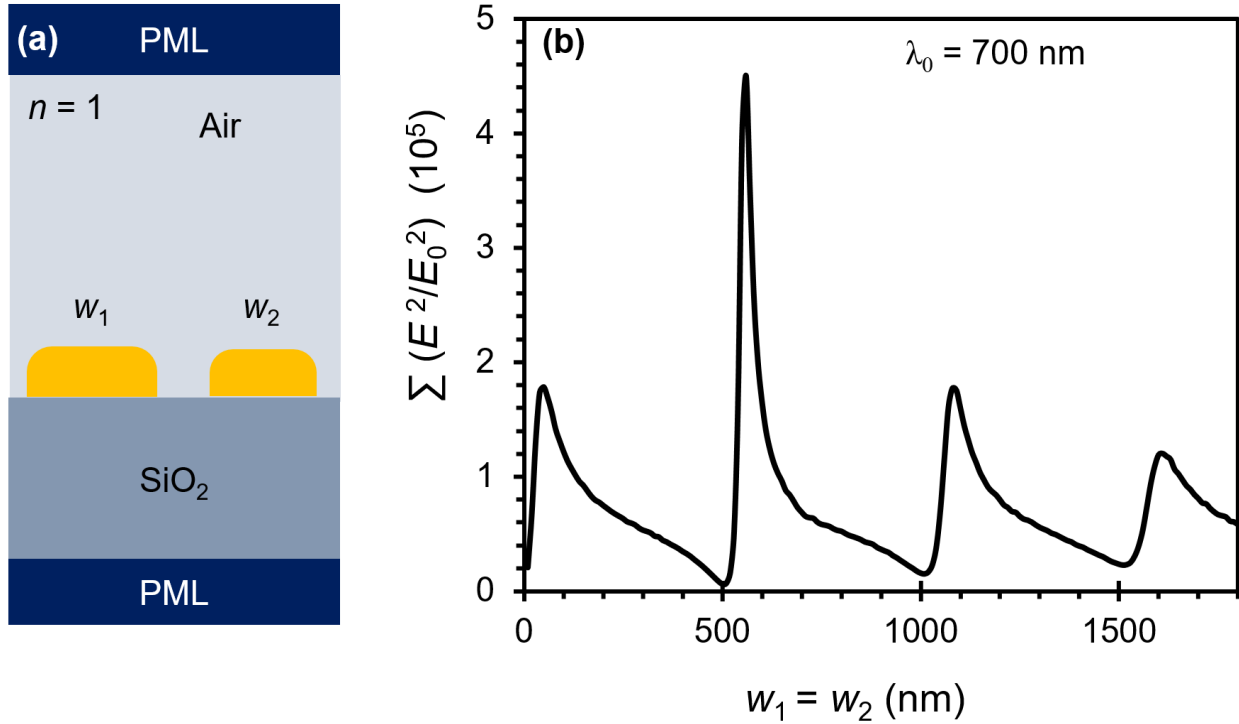 (a)
PML
n = 1
Air
w₁
w₂
SiO₂
PML
(b)
λ₀ = 700 nm
Σ (E ²/E₀²) (10⁵)
5
4
3
2
1
0
0
500
1000
1500
w₁ = w₂ (nm)